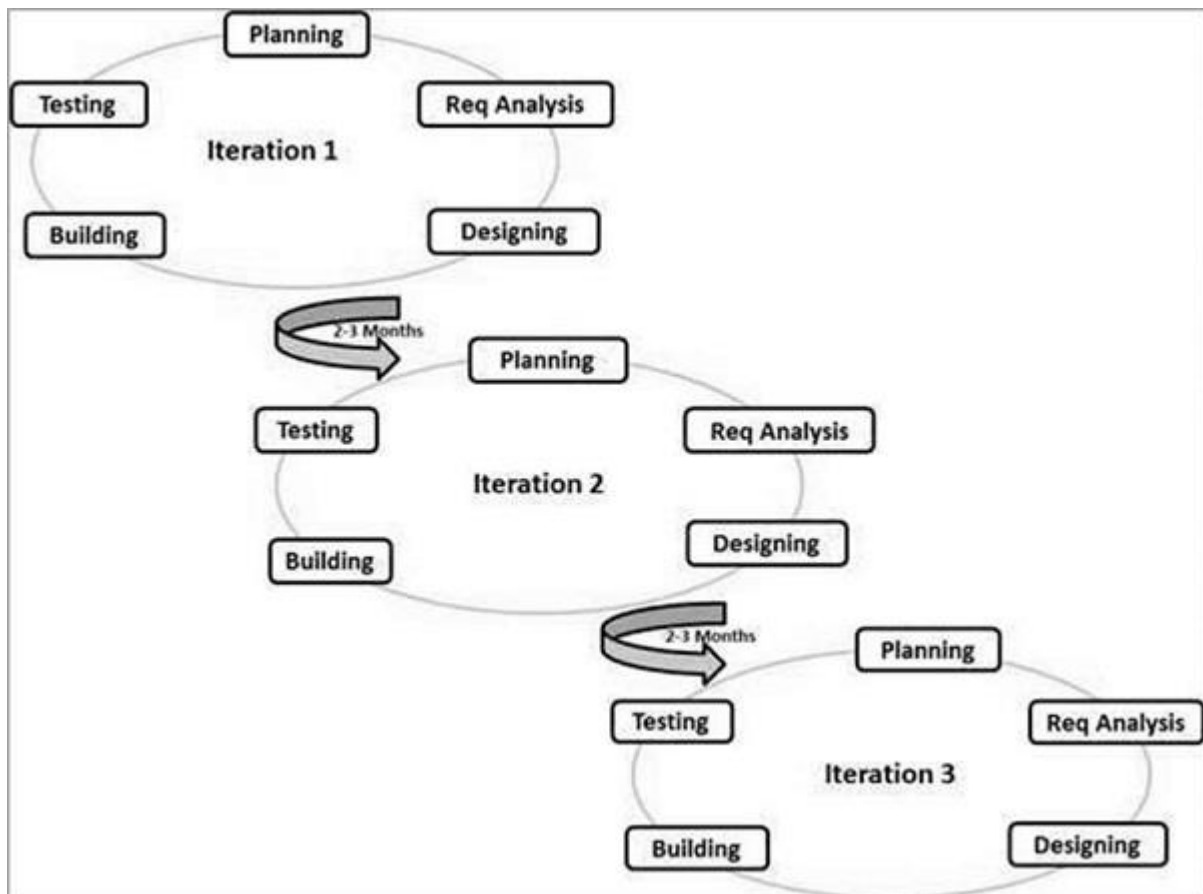 Planning
Testing
Req Analysis
Iteration 1
Building
Designing
2-3 Months
Planning
Testing
Req Analysis
Iteration 2
Building
Designing
2-3 Months
Planning
Testing
Req Analysis
Iteration 3
Building
Designing